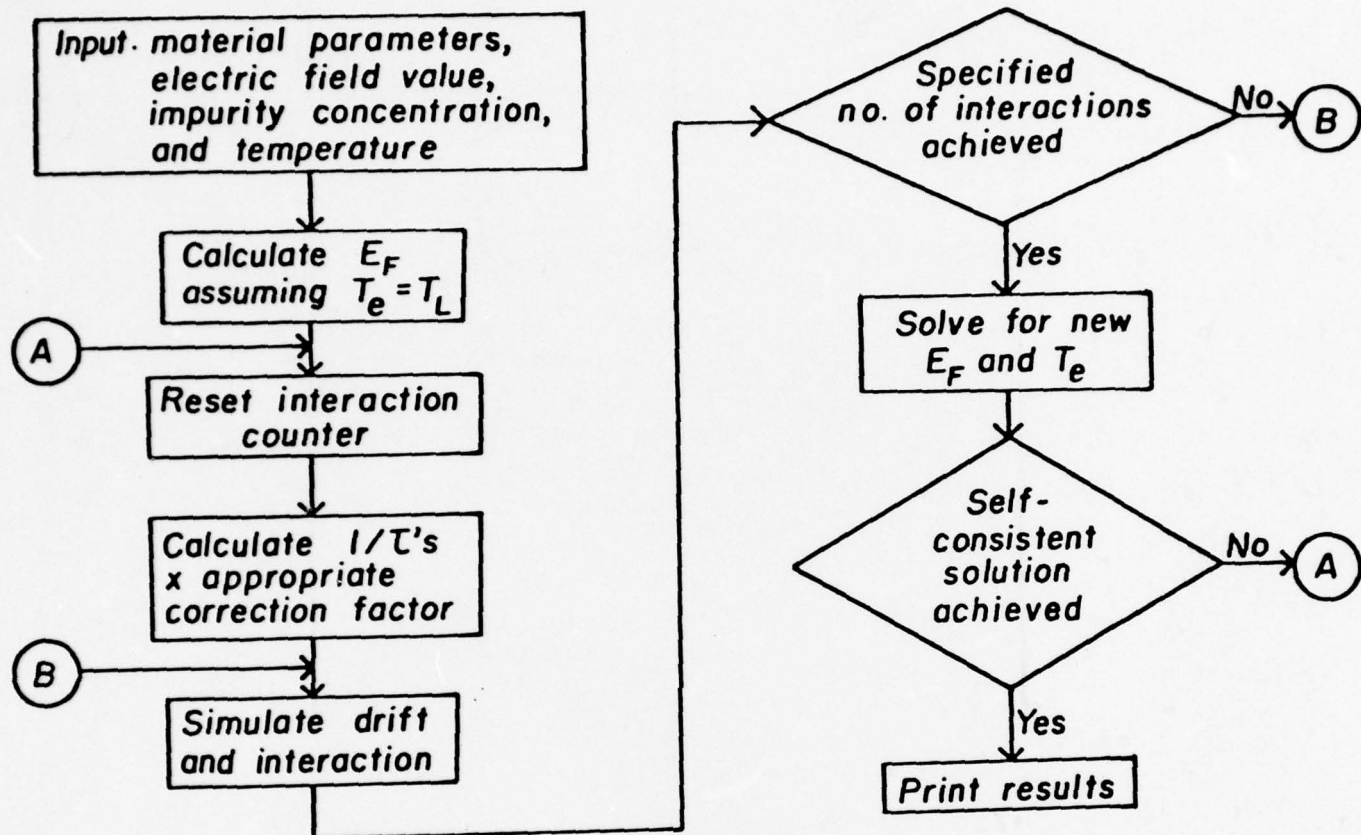 Input· material parameters,
electric field value,
impurity concentration,
and temperature
Calculate E_F
assuming T_e = T_L
A
Reset interaction
counter
Calculate 1/τ's
x appropriate
correction factor
B
Simulate drift
and interaction
Specified
no. of interactions
achieved
No
B
Yes
Solve for new
E_F and T_e
Self-
consistent
solution
achieved
No
A
Yes
Print results